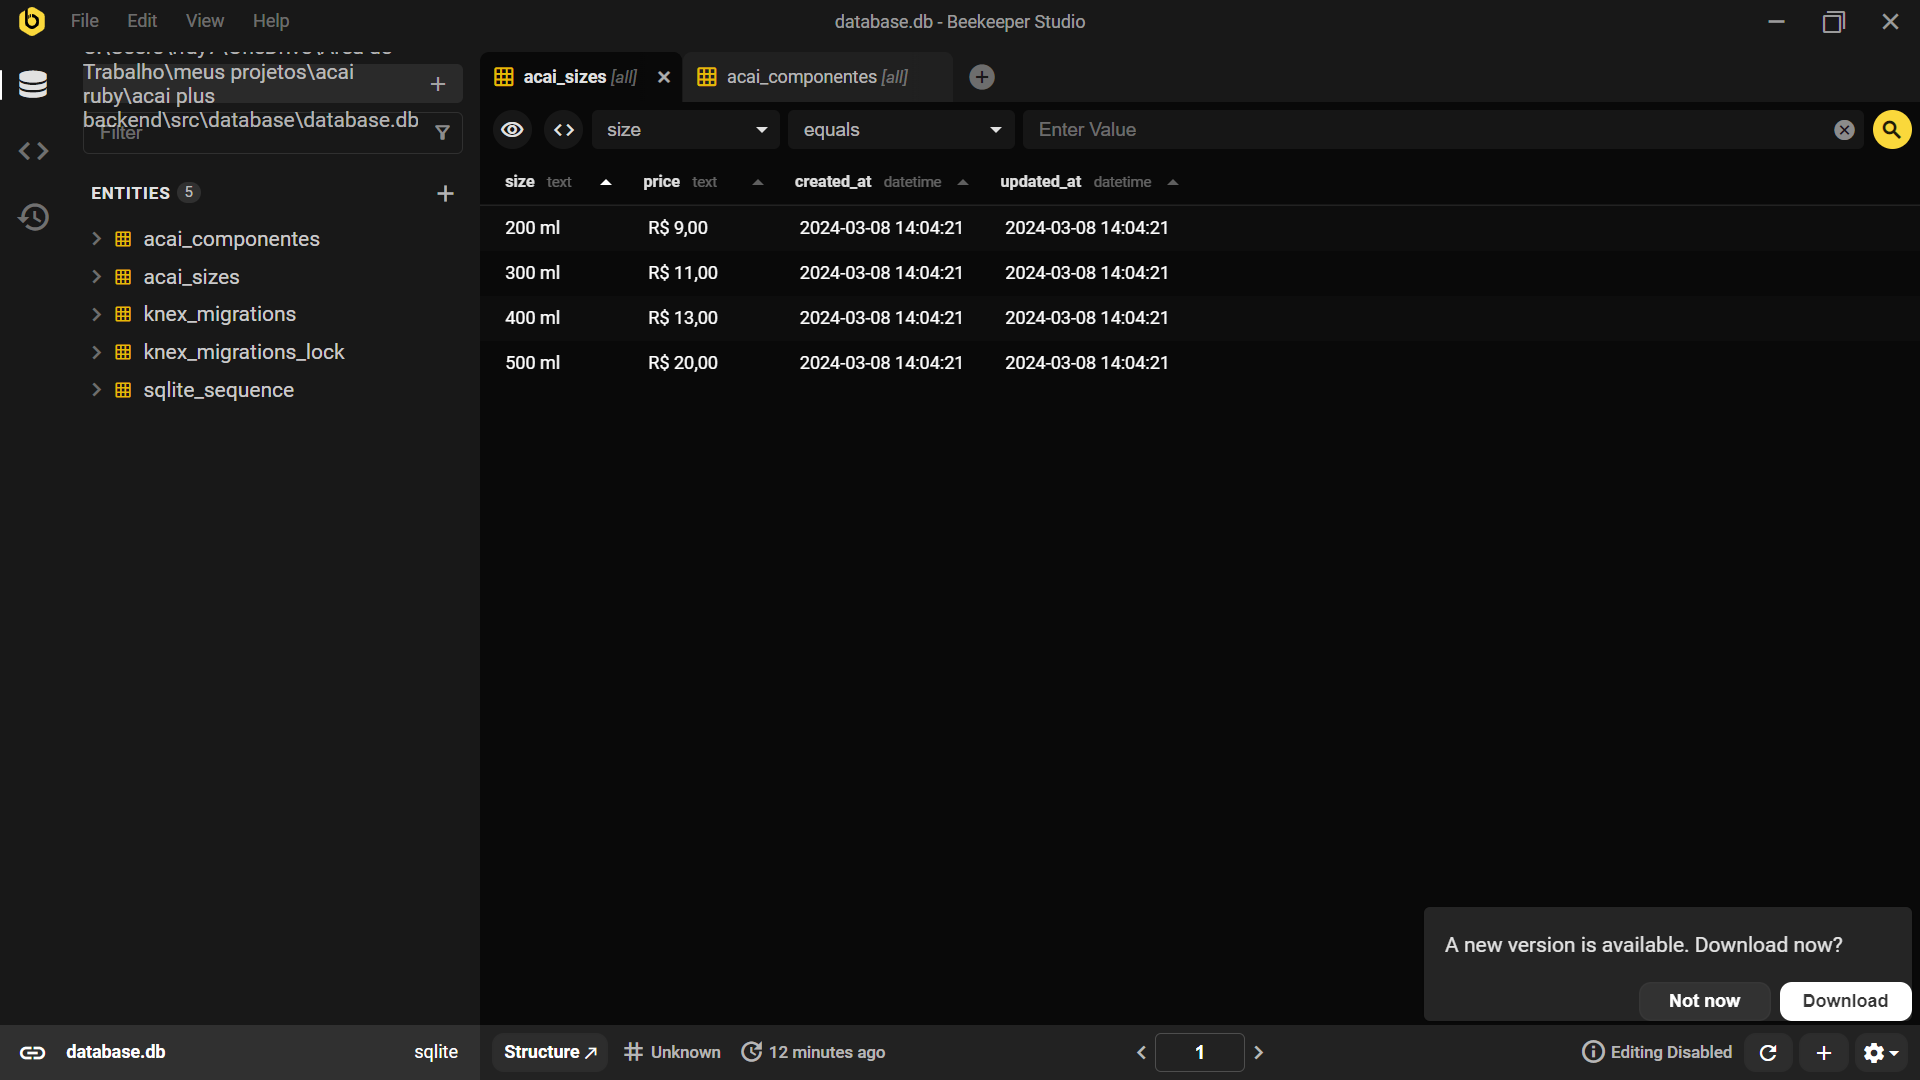 File Edit View Help
database.db - Beekeeper Studio
Trabalho\meus projetos\acai
ruby\acai plus
backend\src\database\database.db
Filter
ENTITIES 5
acai_componentes
acai_sizes
knex_migrations
knex_migrations_lock
sqlite_sequence
acai_sizes [all]
acai_componentes [all]
size equals Enter Value
size text price text created_at datetime updated_at datetime
200 ml R$ 9,00 2024-03-08 14:04:21 2024-03-08 14:04:21
300 ml R$ 11,00 2024-03-08 14:04:21 2024-03-08 14:04:21
400 ml R$ 13,00 2024-03-08 14:04:21 2024-03-08 14:04:21
500 ml R$ 20,00 2024-03-08 14:04:21 2024-03-08 14:04:21
A new version is available. Download now?
Not now Download
database.db sqlite
Structure Unknown 12 minutes ago 1 Editing Disabled